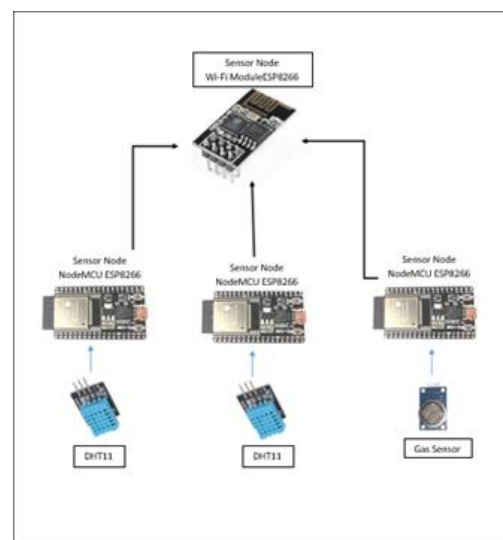 Sensor Node
Wi-Fi ModuleESP8266
Sensor Node
NodeMCU ESP8266
Sensor Node
NodeMCU ESP8266
Sensor Node
NodeMCU ESP8266
DHT11
DHT11
Gas Sensor